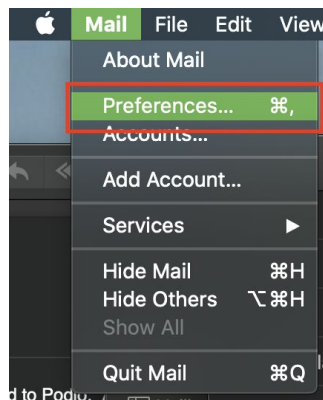 Mail File Edit View
About Mail
Preferences... ⌘,
Accounts...
Add Account...
Services ▶
Hide Mail ⌘H
Hide Others ⌥⌘H
Show All
Quit Mail ⌘Q
d to Podio.